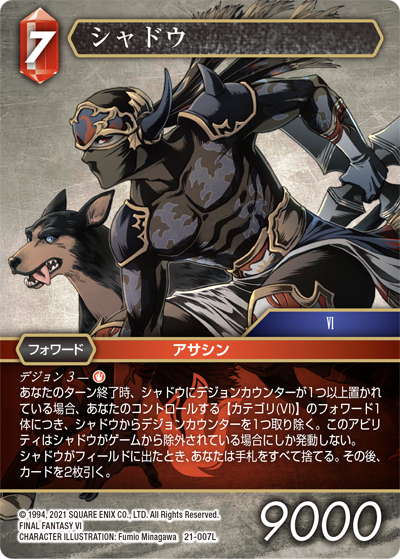 7
シャドウ
VI
フォワード
アサシン
デジョン 3 ―
あなたのターン終了時、シャドウにデジョンカウンターが1つ以上置かれ
ている場合、あなたのコントロールする【カテゴリ(VI)】のフォワード1
体につき、シャドウからデジョンカウンターを1つ取り除く。このアビリ
ティはシャドウがゲームから除外されている場合にしか発動しない。
シャドウがフィールドに出たとき、あなたは手札をすべて捨てる。その後、
カードを2枚引く。
© 1994, 2021 SQUARE ENIX CO., LTD. All Rights Reserved.
FINAL FANTASY VI
CHARACTER ILLUSTRATION: Fumio Minagawa 21-007L
9000